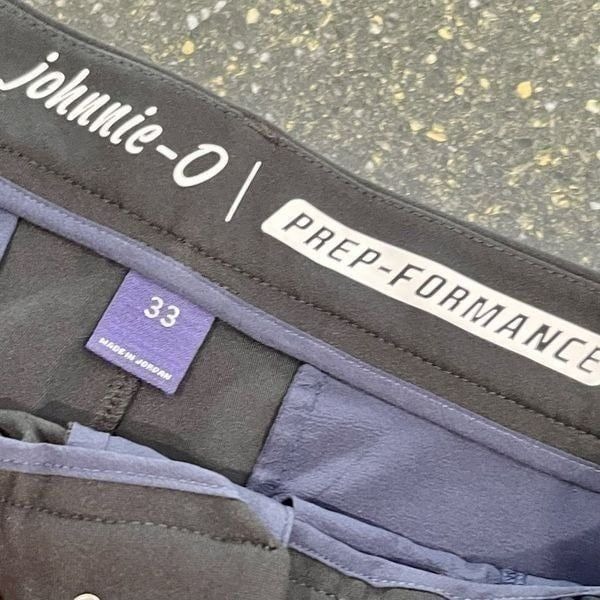 johnnie-O |
PREP-FORMANCE
33
MADE IN JORDAN